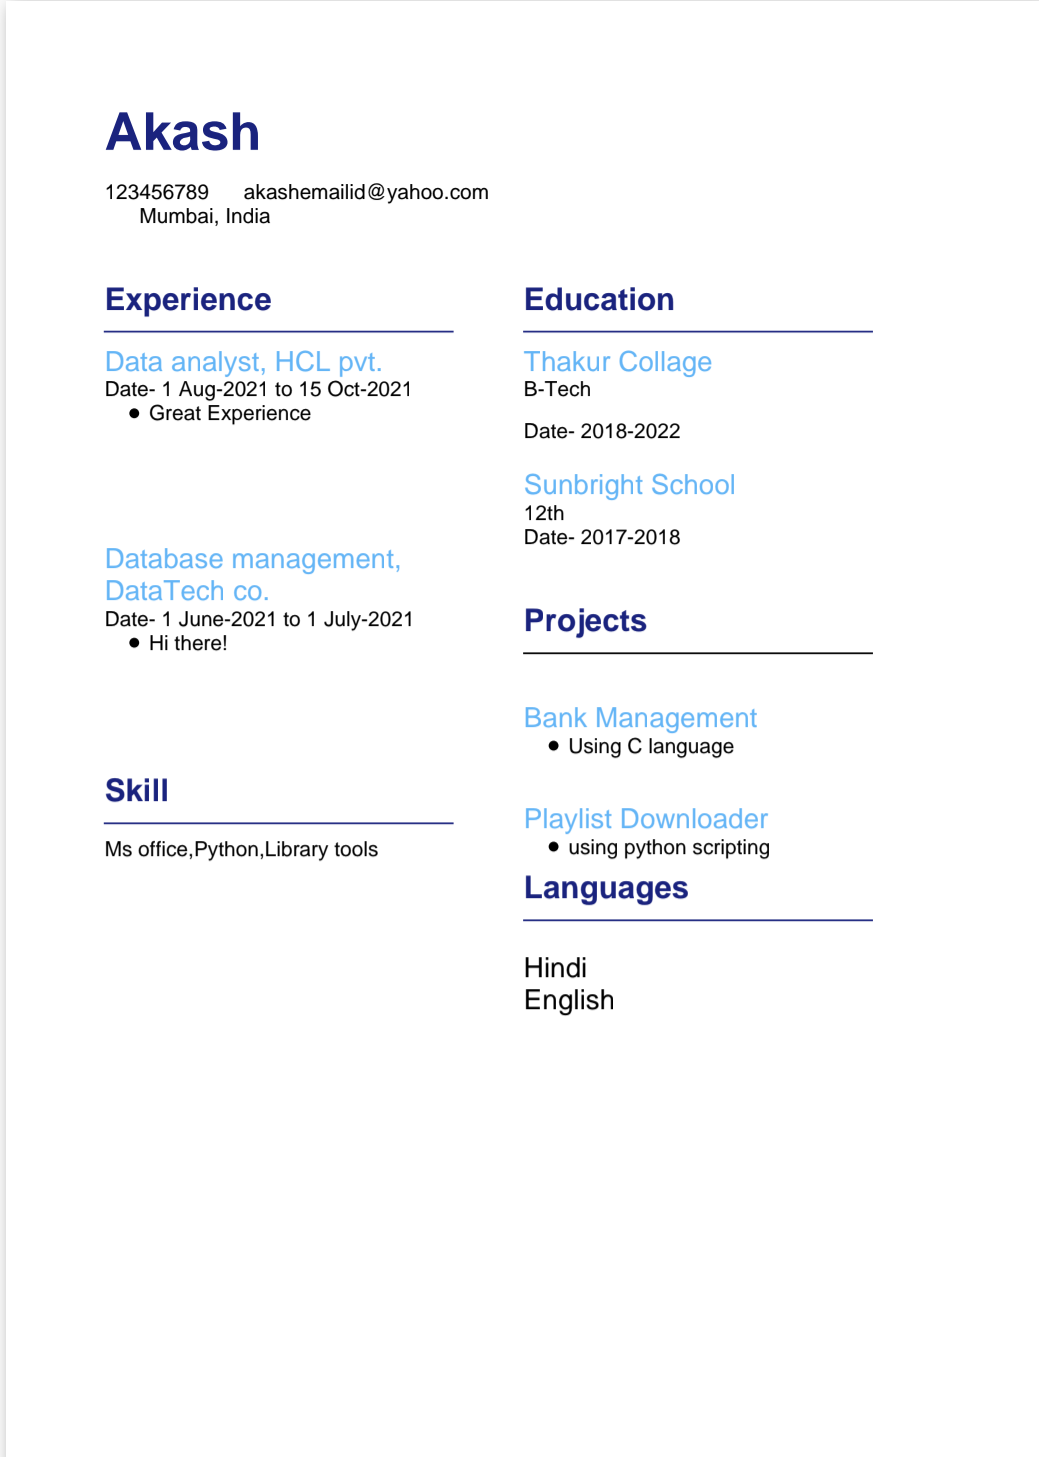 Akash
123456789 akashemailid@yahoo.com
Mumbai, India
Experience
Data analyst, HCL pvt.
Date- 1 Aug-2021 to 15 Oct-2021
● Great Experience
Database management,
DataTech co.
Date- 1 June-2021 to 1 July-2021
● Hi there!
Skill
Ms office,Python,Library tools
Education
Thakur Collage
B-Tech
Date- 2018-2022
Sunbright School
12th
Date- 2017-2018
Projects
Bank Management
● Using C language
Playlist Downloader
● using python scripting
Languages
Hindi
English